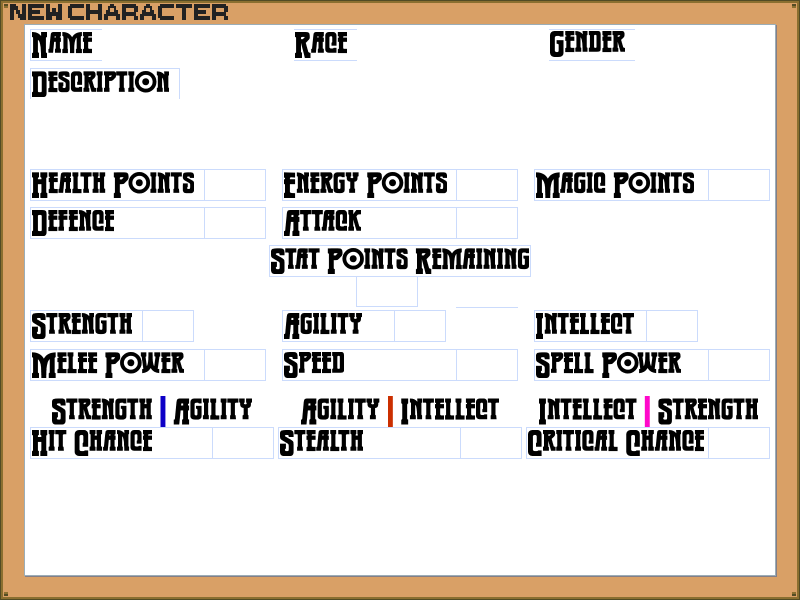 NEW CHARACTER
NAME RACE GENDER
DESCRIPTION
HEALTH POINTS ENERGY POINTS MAGIC POINTS
DEFENCE ATTACK
STAT POINTS REMAINING
STRENGTH AGILITY INTELLECT
MELEE POWER SPEED SPELL POWER
STRENGTH | AGILITY AGILITY | INTELLECT INTELLECT | STRENGTH
HIT CHANCE STEALTH CRITICAL CHANCE